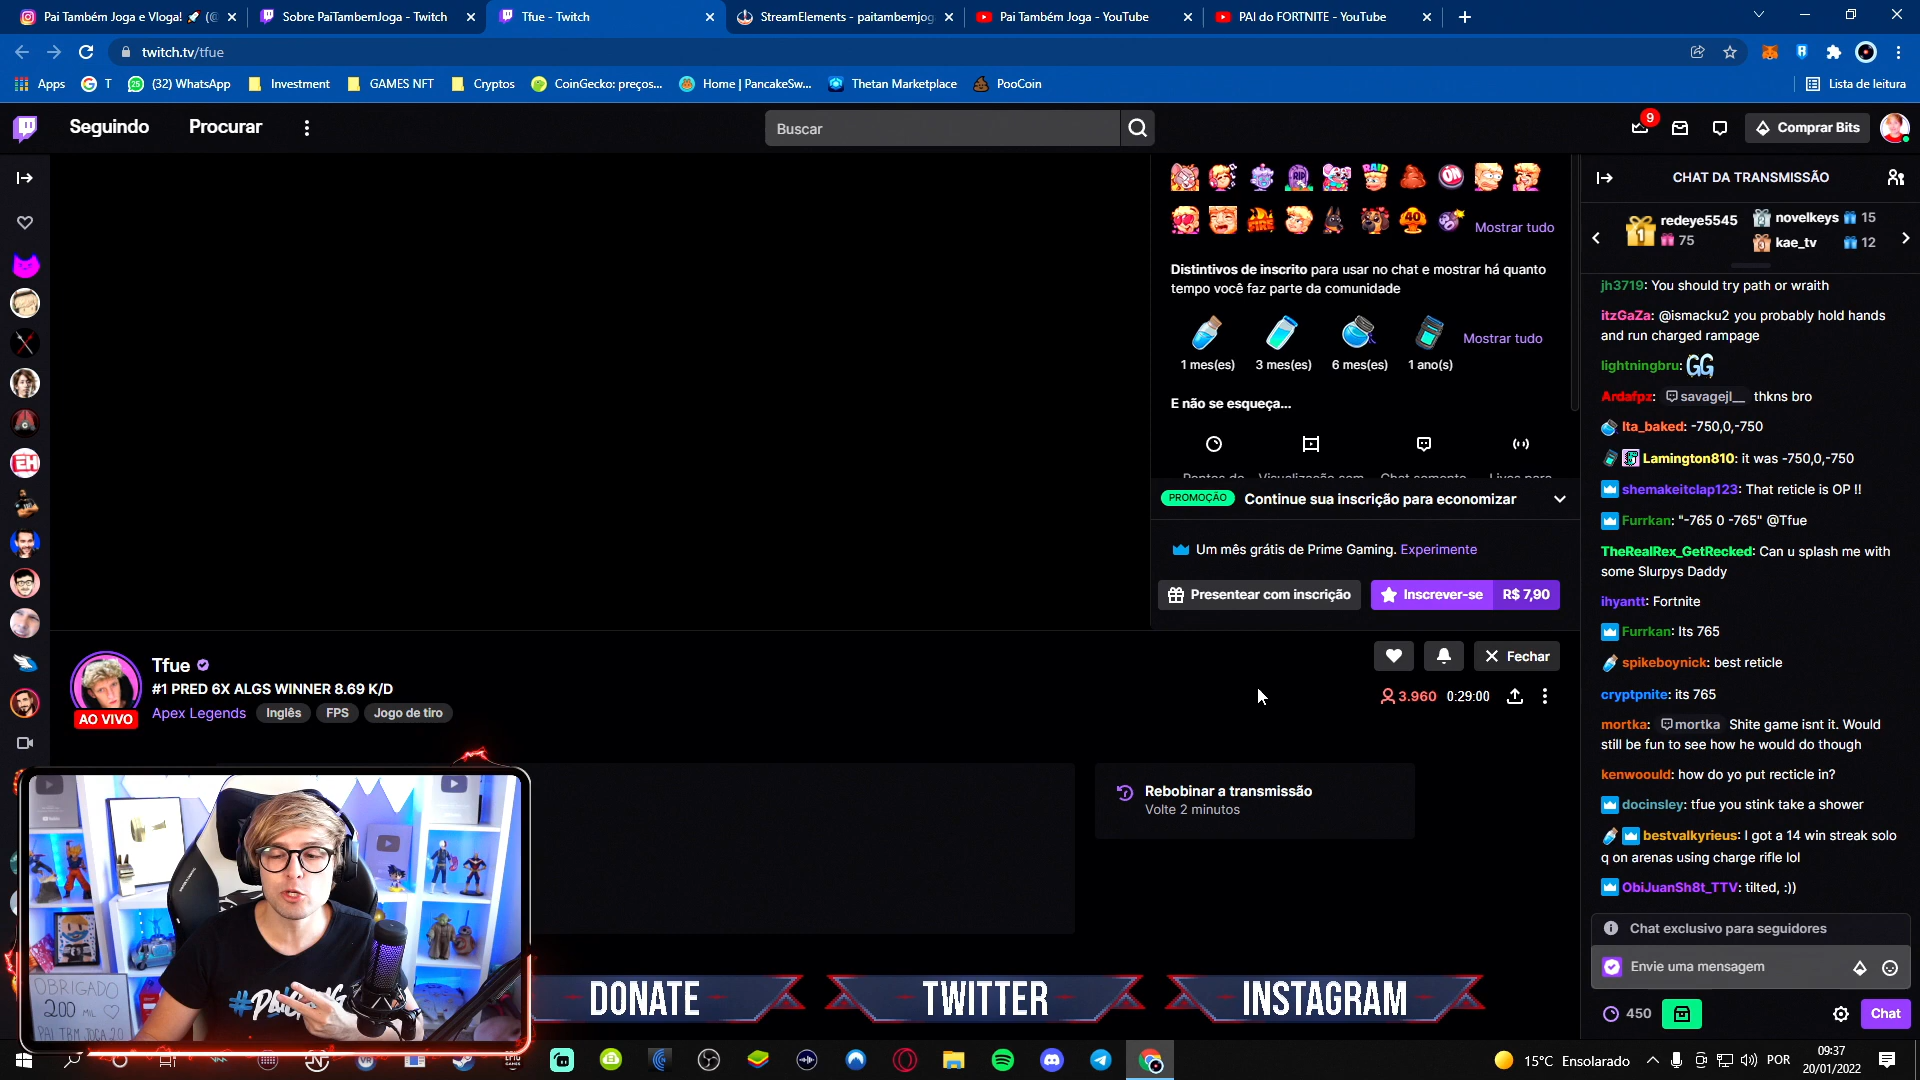 Pai Também Joga e Vloga! 🚀 (@
Sobre PaiTambemJoga - Twitch
Tfue - Twitch
StreamElements - paitambemjog
Pai Também Joga - YouTube
PAI do FORTNITE - YouTube
twitch.tv/tfue
Apps
T
(32) WhatsApp
Investment
GAMES NFT
Cryptos
CoinGecko: preços...
Home | PancakeSw...
Thetan Marketplace
PooCoin
Lista de leitura
Seguindo
Procurar
Buscar
9
Comprar Bits
Mostrar tudo
Distintivos de inscrito para usar no chat e mostrar há quanto
tempo você faz parte da comunidade
Mostrar tudo
1 mes(es)
3 mes(es)
6 mes(es)
1 ano(s)
E não se esqueça...
PROMOÇÃO
Continue sua inscrição para economizar
Um mês grátis de Prime Gaming. Experimente
Presentear com inscrição
Inscrever-se
R$ 7,90
CHAT DA TRANSMISSÃO
redeye5545
75
novelkeys 15
kae_tv 12
jh3719: You should try path or wraith
itzGaZa: @ismacku2 you probably hold hands
and run charged rampage
lightningbru: GG
Ardafpz: savagejl__ thkns bro
Ita_baked: -750,0,-750
Lamington810: it was -750,0,-750
shemakeitclap123: That reticle is OP !!
Furrkan: "-765 0 -765" @Tfue
TheRealRex_GetRecked: Can u splash me with
some Slurpys Daddy
ihyantt: Fortnite
Furrkan: Its 765
spikeboynick: best reticle
cryptpnite: its 765
mortka: mortka Shite game isnt it. Would
still be fun to see how he would do though
kenwoould: how do yo put recticle in?
docinsley: tfue you stink take a shower
bestvalkyrieus: I got a 14 win streak solo
q on arenas using charge rifle lol
ObiJuanSh8t_TTV: tilted, :))
Chat exclusivo para seguidores
Envie uma mensagem
450
Chat
Tfue
#1 PRED 6X ALGS WINNER 8.69 K/D
Apex Legends
Inglês
FPS
Jogo de tiro
AO VIVO
Fechar
3.960
0:29:00
Rebobinar a transmissão
Volte 2 minutos
OBRIGADO
200 MIL
PAI TBM JOGA 2.0
DONATE
TWITTER
INSTAGRAM
15°C Ensolarado
POR
09:37
20/01/2022